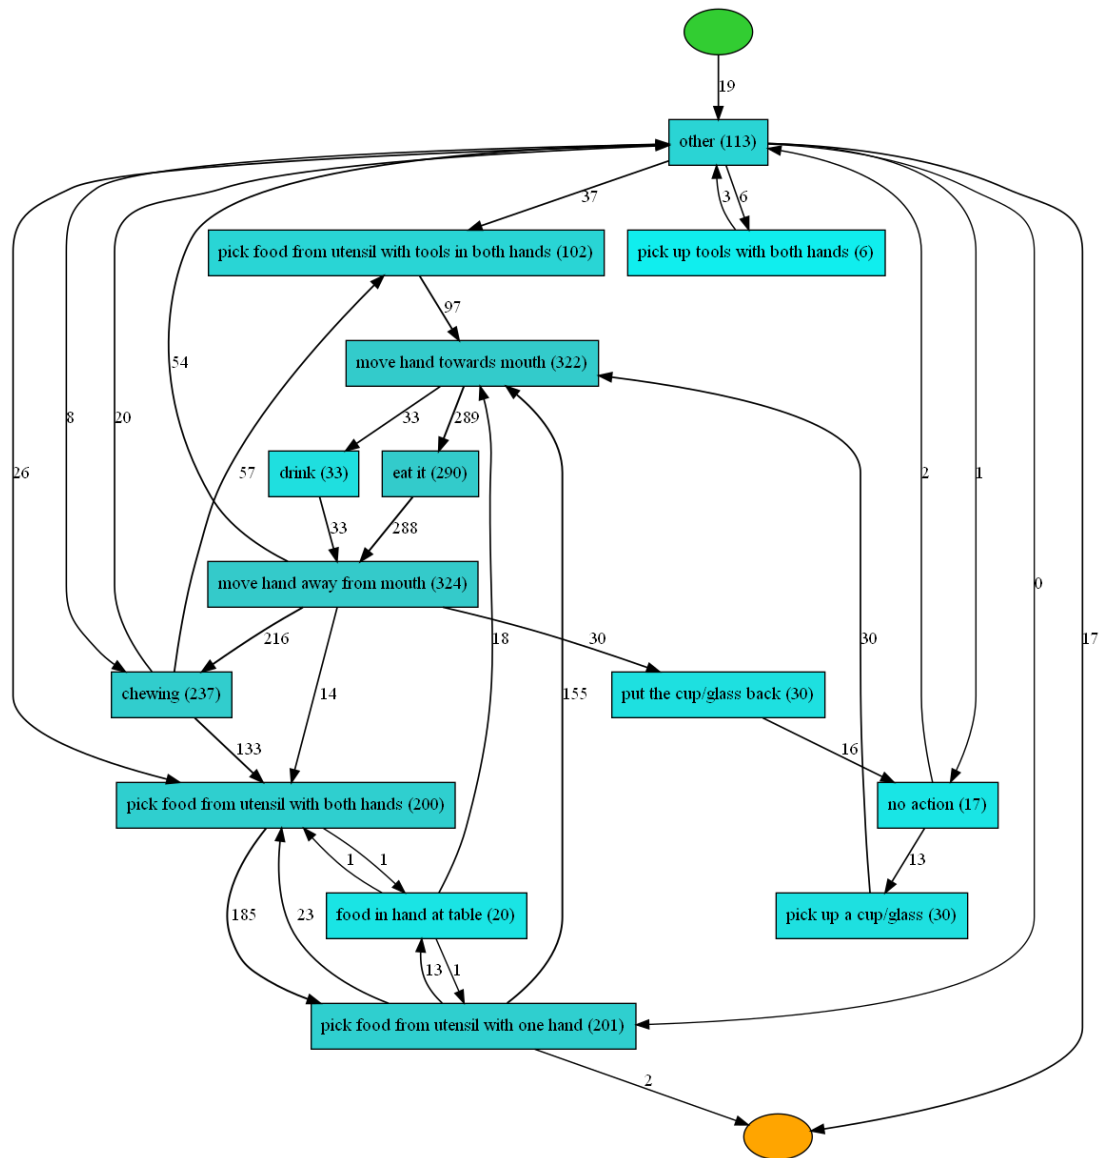 19
other (113)
37
3
6
pick food from utensil with tools in both hands (102)
pick up tools with both hands (6)
97
move hand towards mouth (322)
54
8
20
33
289
26
57
drink (33)
eat it (290)
2
1
33
288
move hand away from mouth (324)
0
216
18
30
30
17
chewing (237)
14
155
put the cup/glass back (30)
133
16
pick food from utensil with both hands (200)
no action (17)
1
1
13
185
23
food in hand at table (20)
pick up a cup/glass (30)
13
1
pick food from utensil with one hand (201)
2